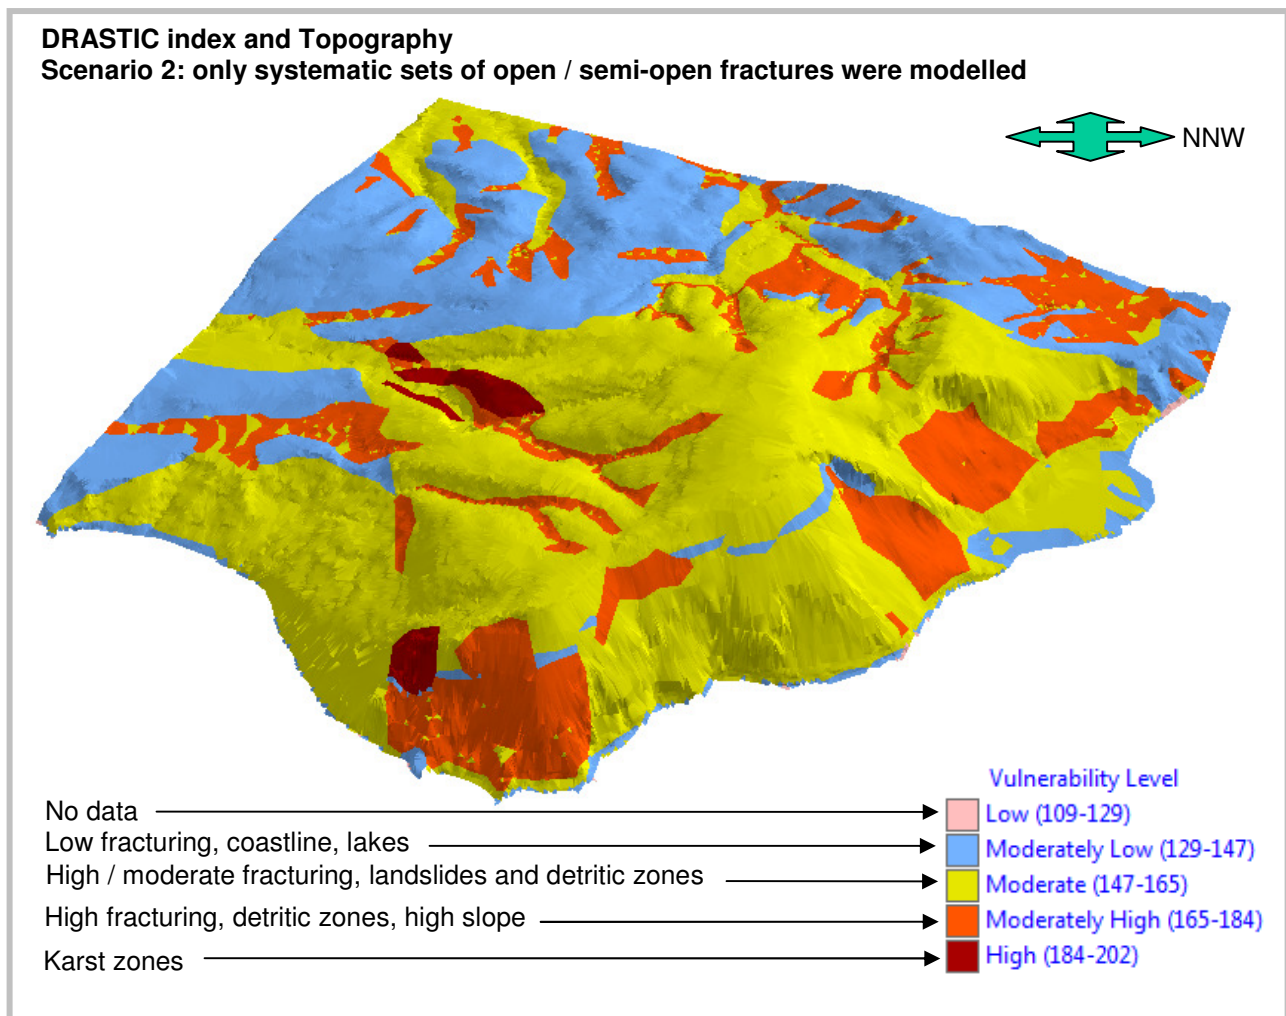 DRASTIC index and Topography
Scenario 2: only systematic sets of open / semi-open fractures were modelled
NNW
Vulnerability Level
No data
Low (109-129)
Low fracturing, coastline, lakes
Moderately Low (129-147)
High / moderate fracturing, landslides and detritic zones
Moderate (147-165)
High fracturing, detritic zones, high slope
Moderately High (165-184)
Karst zones
High (184-202)